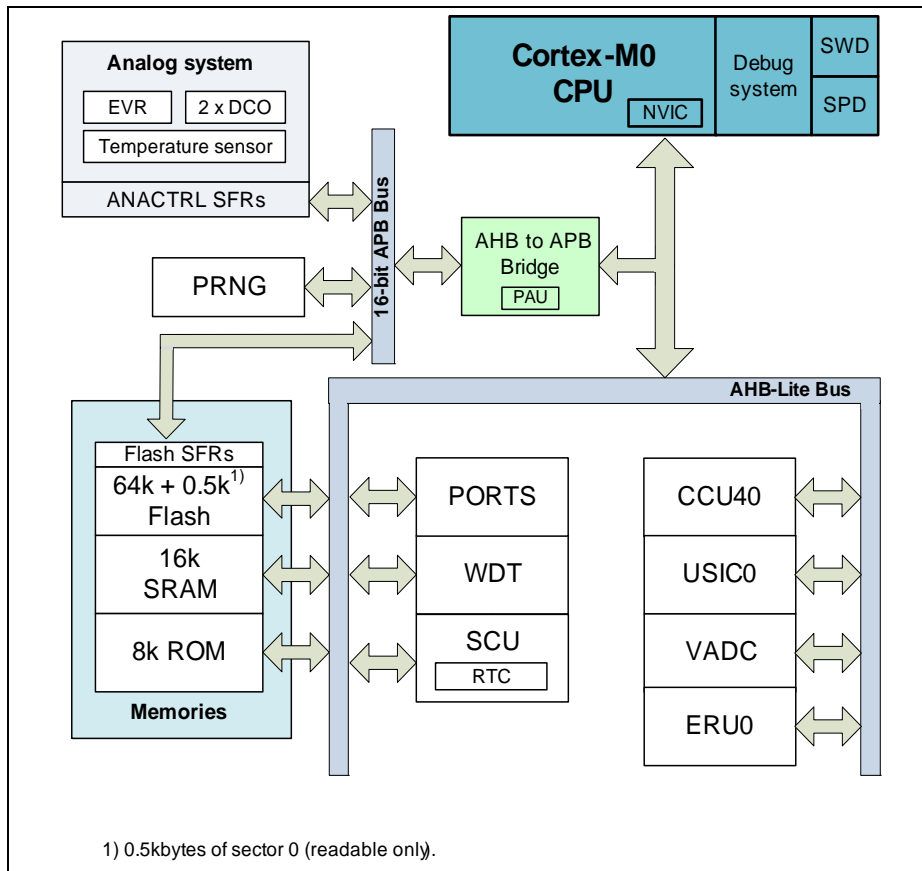 Analog system
EVR
2 x DCO
Temperature sensor
ANACTRL SFRs
Cortex-M0
CPU
NVIC
Debug
system
SWD
SPD
16-bit APB Bus
AHB to APB
Bridge
PAU
PRNG
AHB-Lite Bus
Flash SFRs
64k + 0.5k1)
Flash
16k
SRAM
8k ROM
Memories
PORTS
WDT
SCU
RTC
CCU40
USIC0
VADC
ERU0
1) 0.5kbytes of sector 0 (readable only).